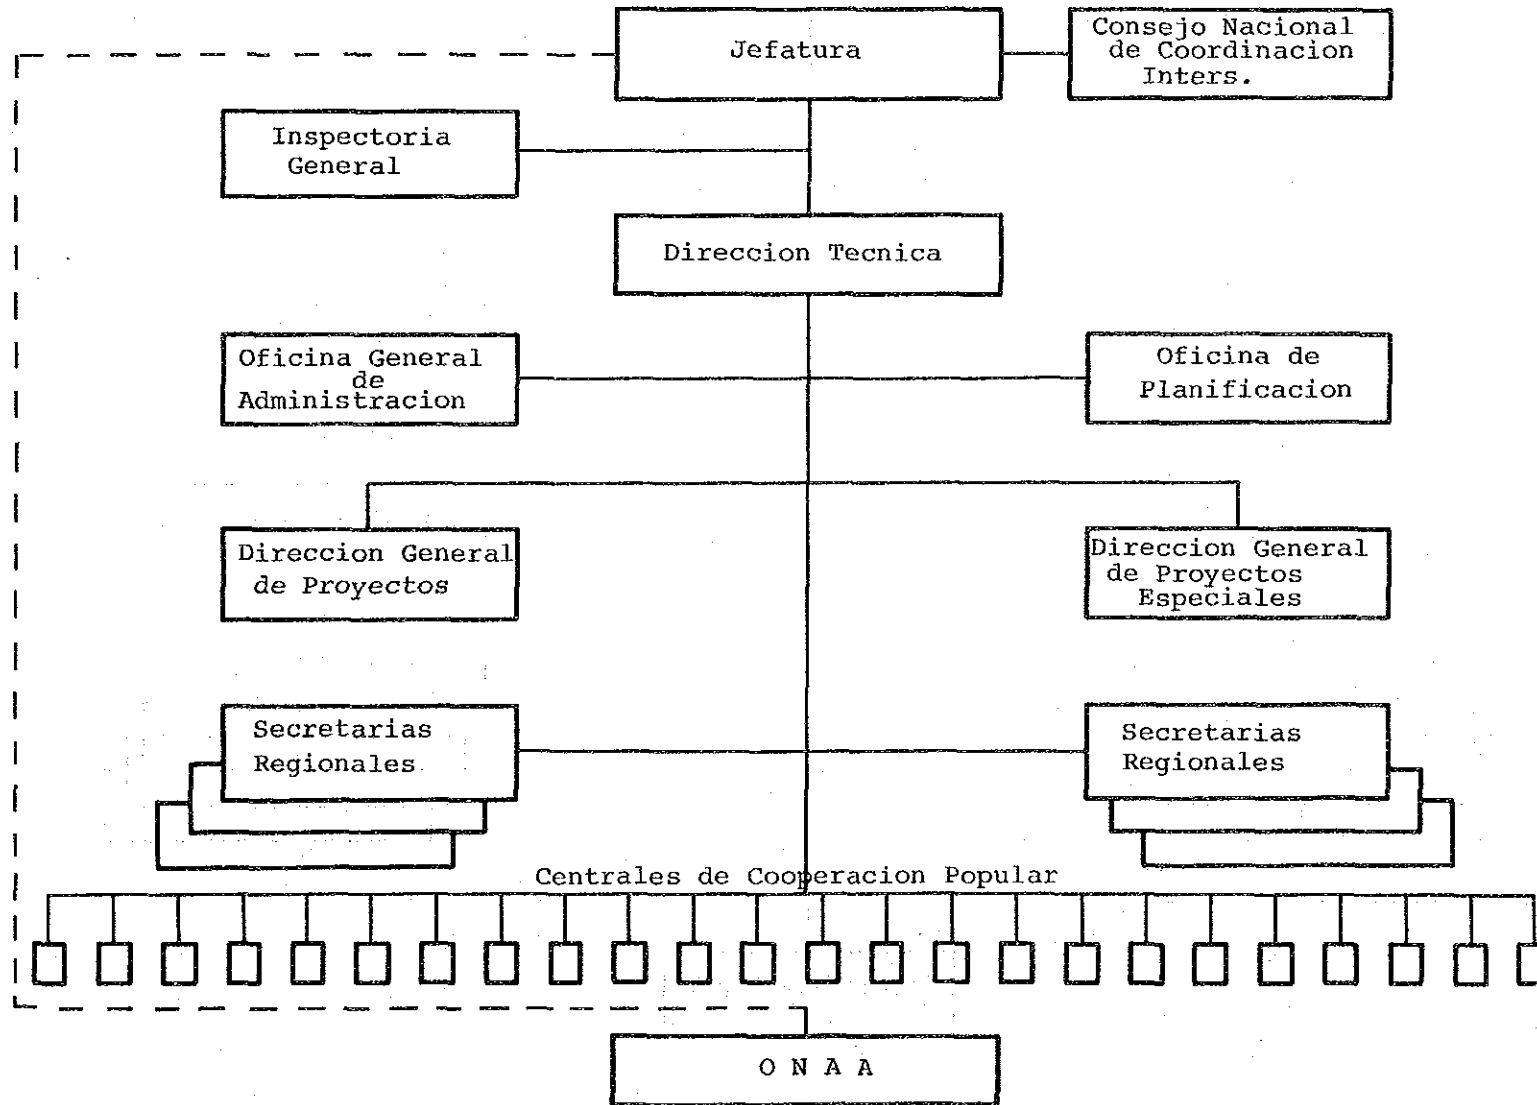 Jefatura
Consejo Nacional
de Coordinacion
Inters.
Inspectoria
General
Direccion Tecnica
Oficina General
de
Administracion
Oficina de
Planificacion
Direccion General
de Proyectos
Direccion General
de Proyectos
Especiales
Secretarias
Regionales
Secretarias
Regionales
Centrales de Cooperacion Popular
O N A A